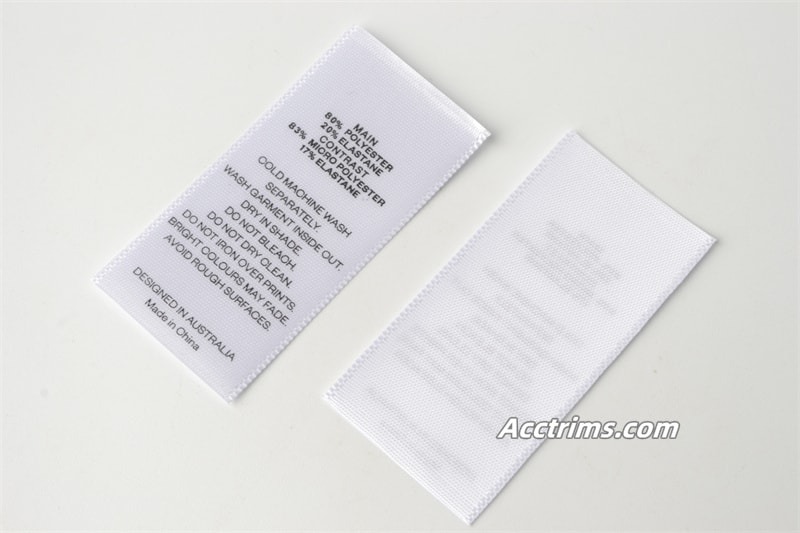 MAIN
80% POLYESTER
20% ELASTANE
CONTRAST
83% MICRO POLYESTER
17% ELASTANE
COLD MACHINE WASH
SEPARATELY.
WASH GARMENT INSIDE OUT.
DRY IN SHADE.
DO NOT BLEACH.
DO NOT DRY CLEAN.
DO NOT IRON OVER PRINTS.
BRIGHT COLOURS MAY FADE.
AVOID ROUGH SURFACES.
DESIGNED IN AUSTRALIA
Made in China
Acctrims.com